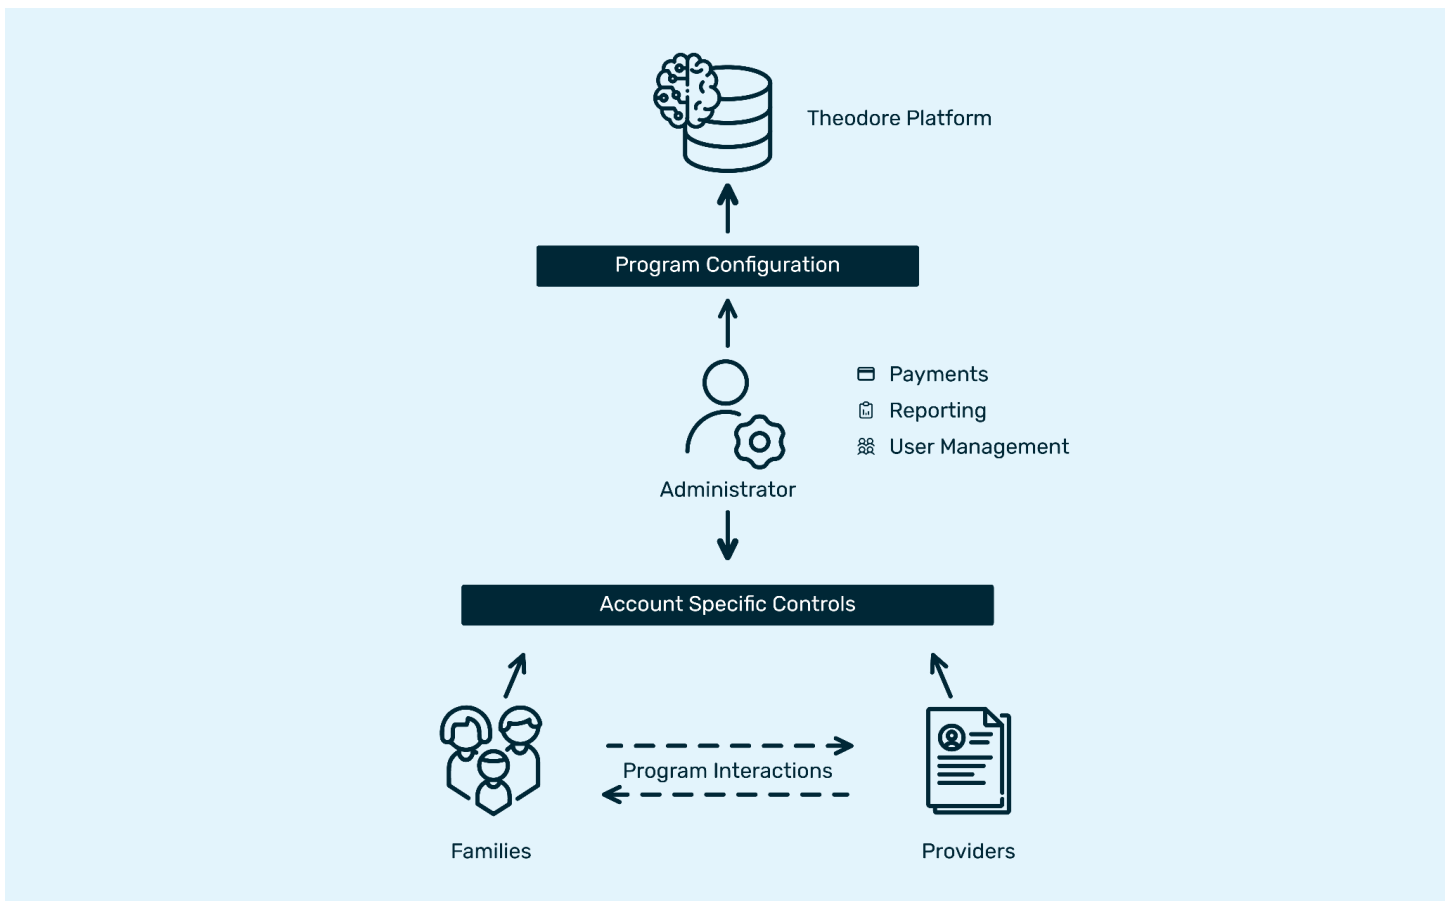 Theodore Platform
Program Configuration
Payments
Reporting
User Management
Administrator
Account Specific Controls
Program Interactions
Families
Providers